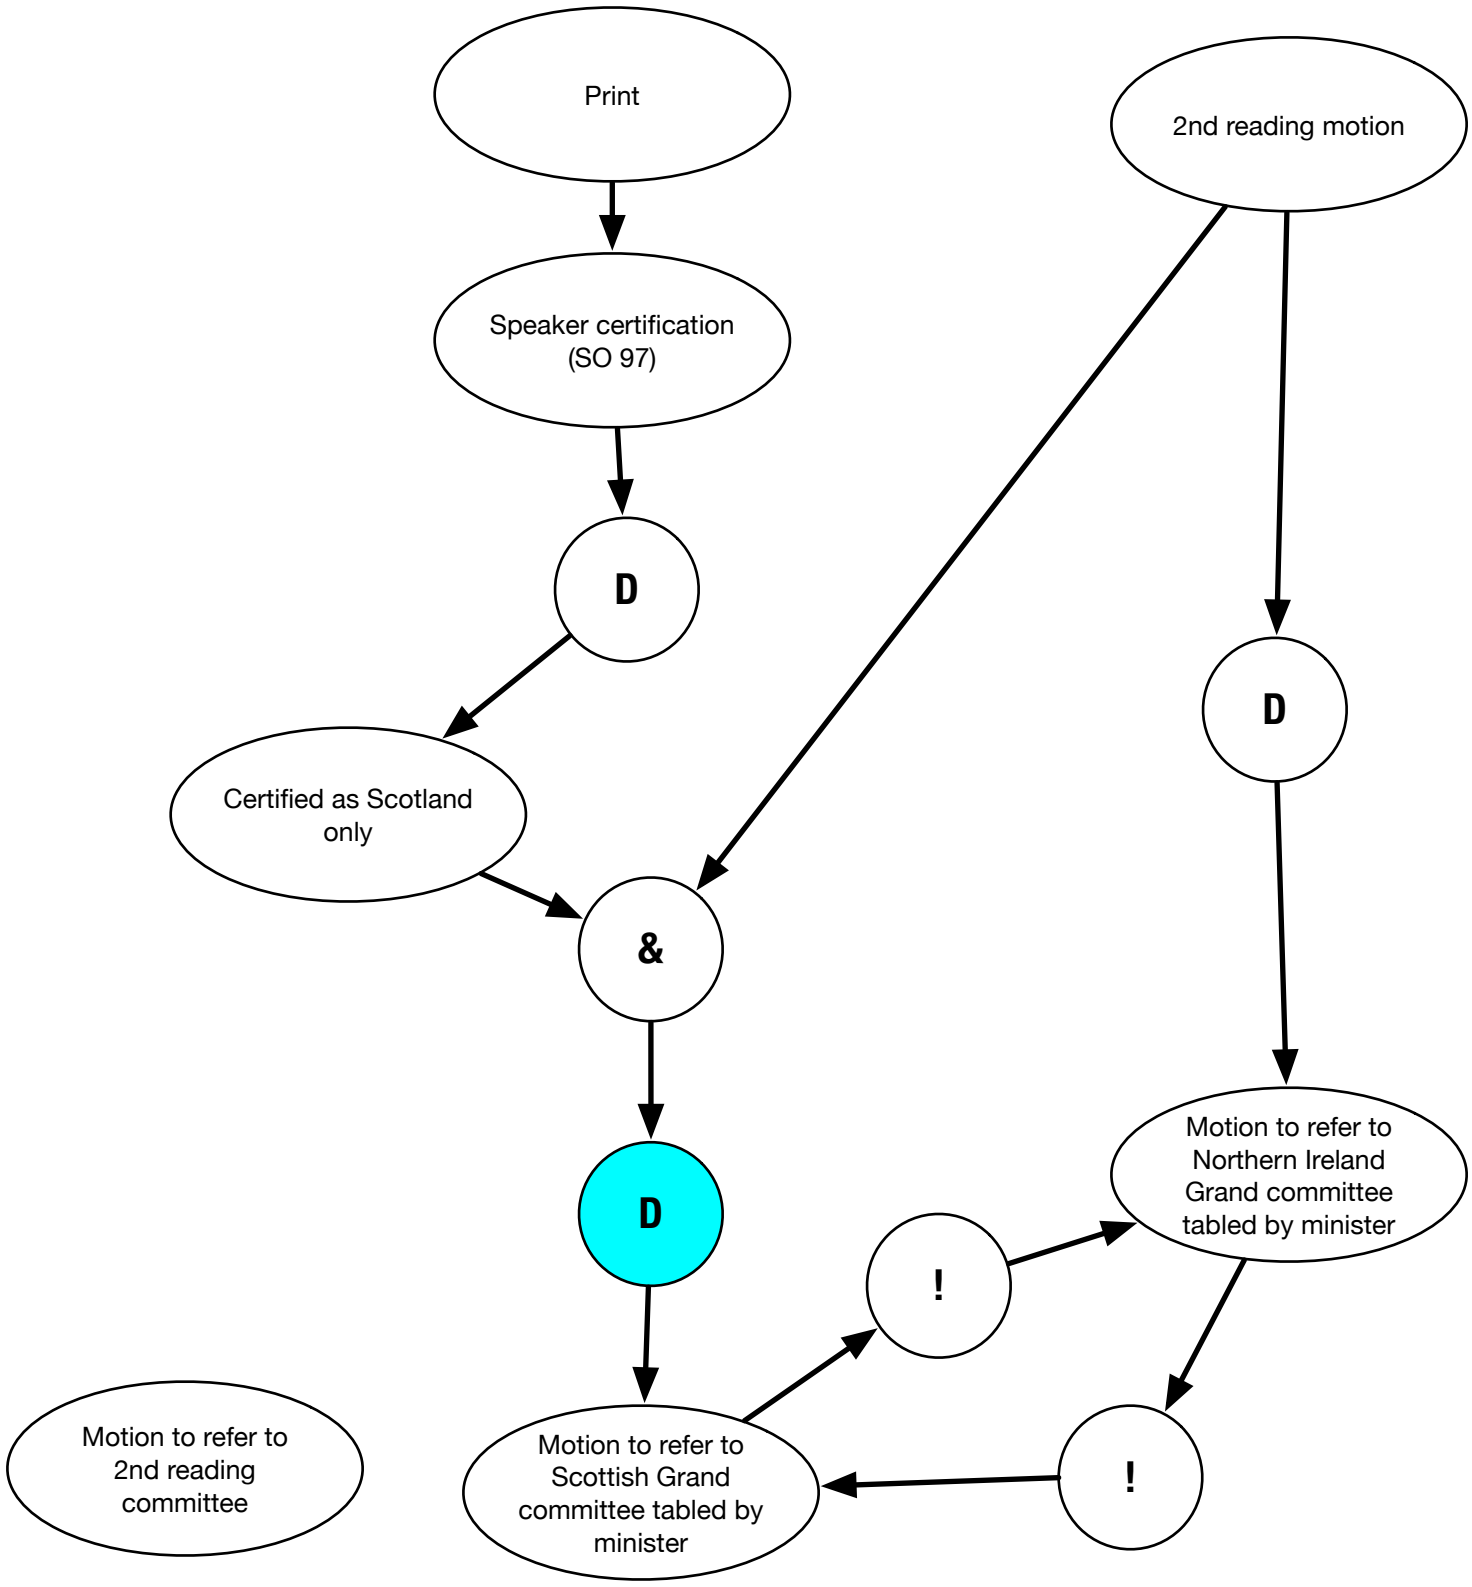 Print
2nd reading motion
Speaker certification
(SO 97)
D
D
Certified as Scotland
only
&
D
Motion to refer to
Northern Ireland
Grand committee
tabled by minister
!
Motion to refer to
2nd reading
committee
Motion to refer to
Scottish Grand
committee tabled by
minister
!